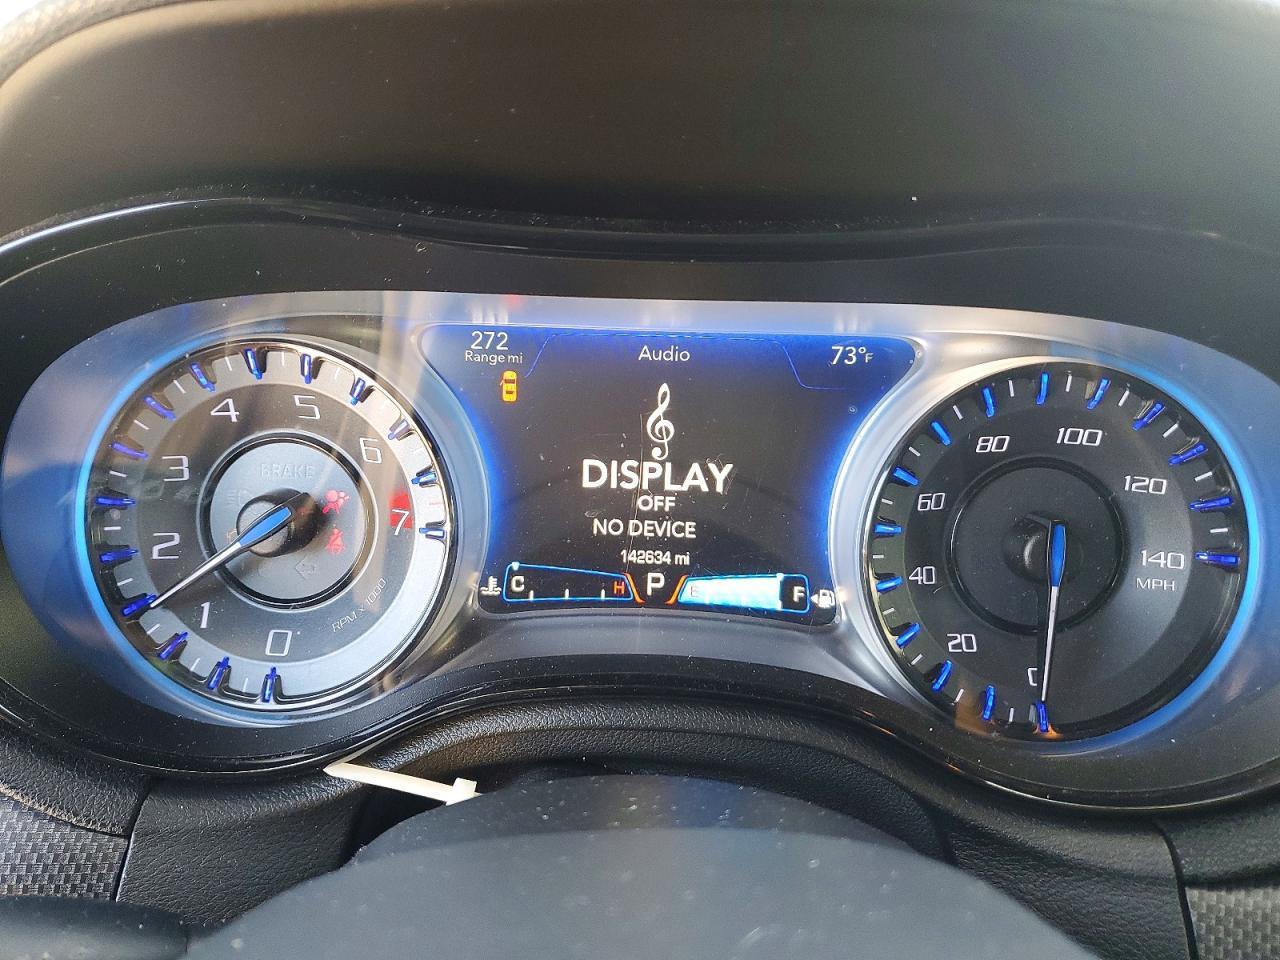 272
Range mi
Audio
73°F
DISPLAY
OFF
NO DEVICE
142634 mi
C
H
P
E
F
BRAKE
0
1
2
3
4
5
6
7
RPM x 1000
0
20
40
60
80
100
120
140
MPH